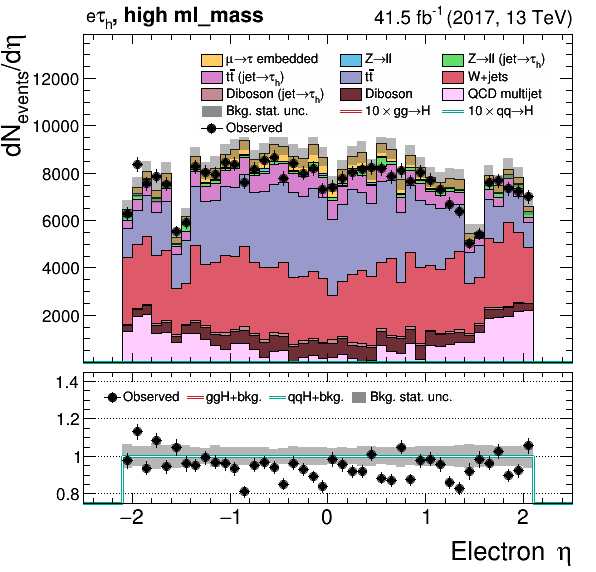 eτh, high ml_mass 41.5 fb⁻¹ (2017, 13 TeV)
dNevents/dη
μ→τ embedded Z→ll Z→ll (jet→τh)
tt̄ (jet→τh) tt̄ W+jets
Diboson (jet→τh) Diboson QCD multijet
Bkg. stat. unc. 10 × gg→H 10 × qq→H
Observed
12000
10000
8000
6000
4000
2000
Observed ggH+bkg. qqH+bkg. Bkg. stat. unc.
1.4
1.2
1
0.8
−2 −1 0 1 2
Electron η